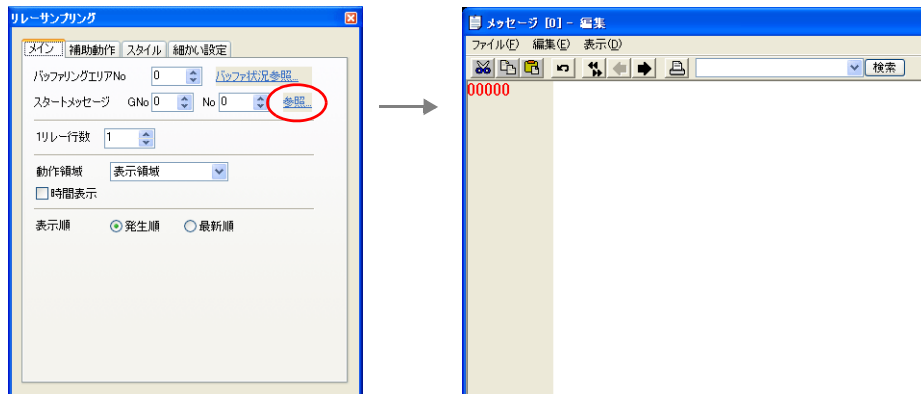 リレーサンプリング
メイン 補助動作 スタイル 細かい設定
バッファリングエリアNo 0 バッファ状況参照...
スタートメッセージ GNo 0 No 0 参照...
1リレー行数 1
動作領域 表示領域
時間表示
表示順 発生順 最新順
メッセージ [0] - 編集
ファイル(F) 編集(E) 表示(D)
検索
00000